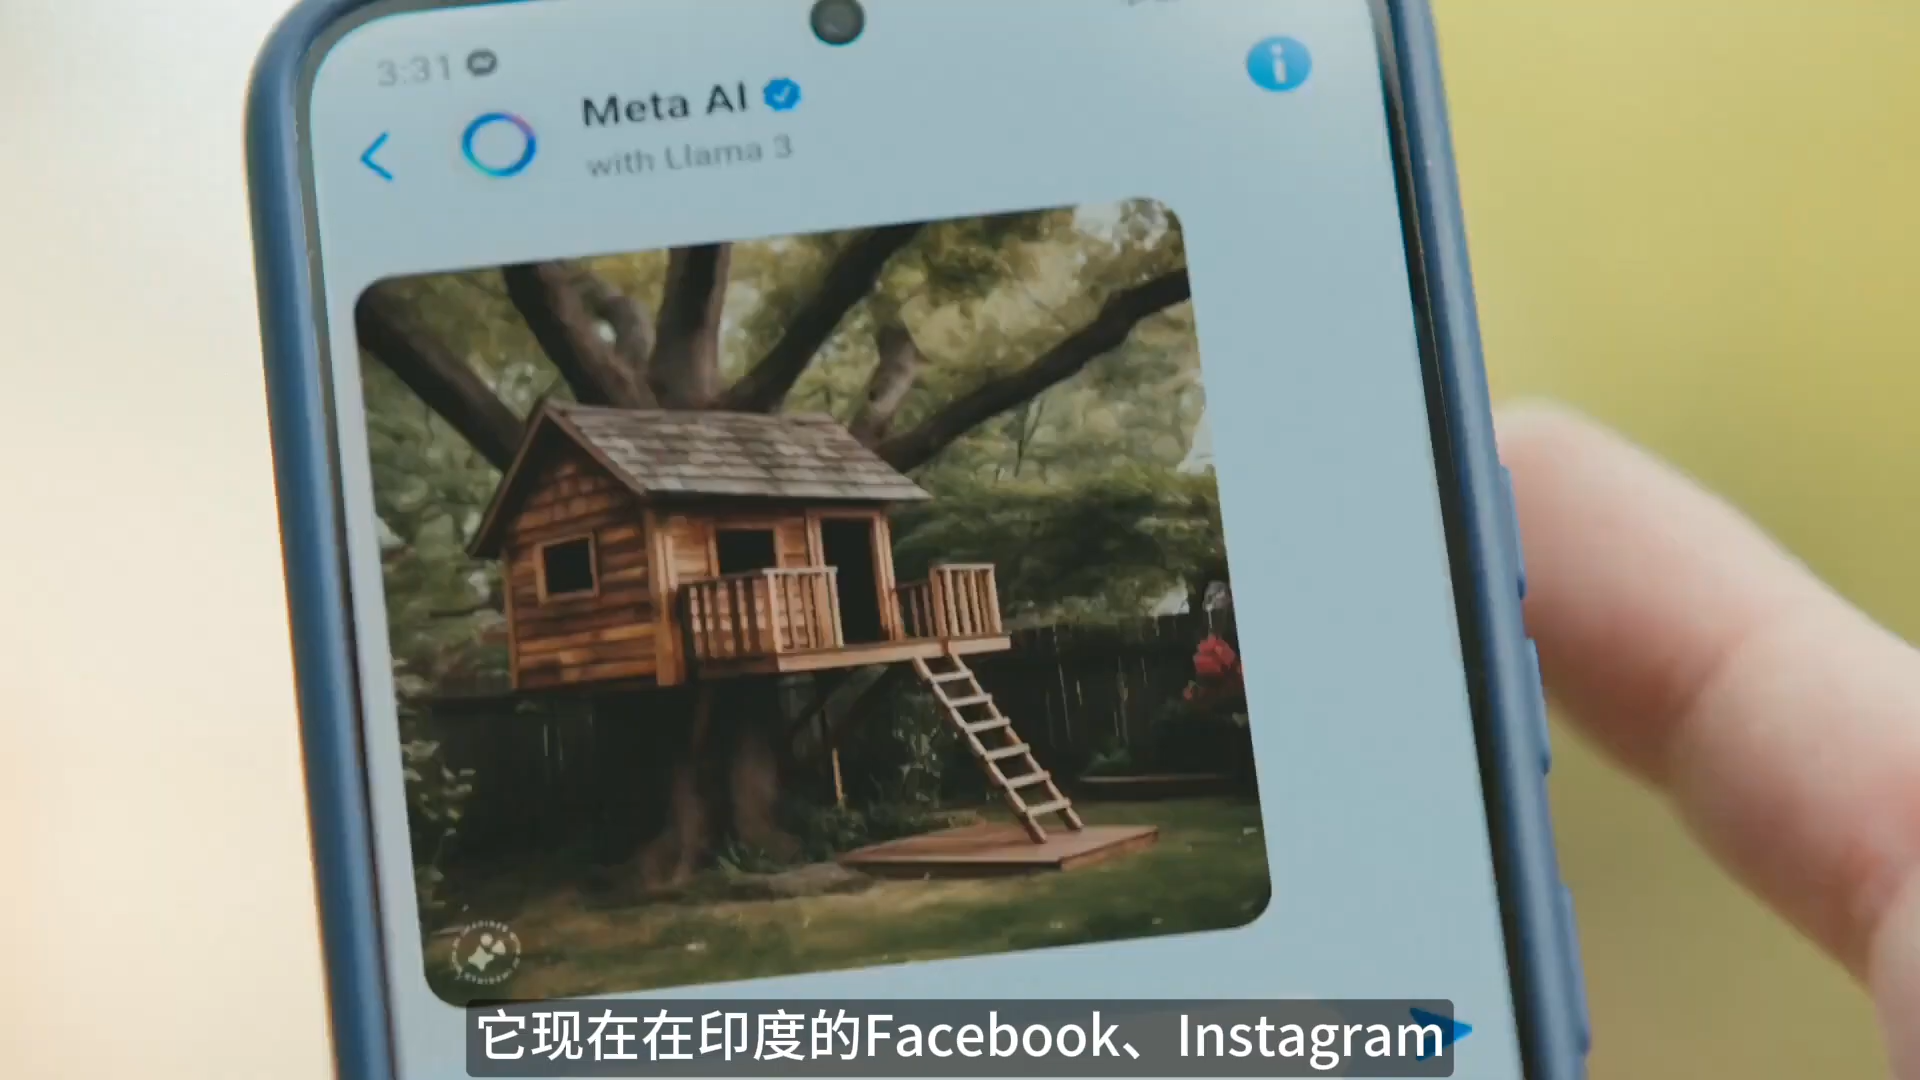 3:31
Meta AI
with Llama 3
它现在在印度的Facebook、Instagram